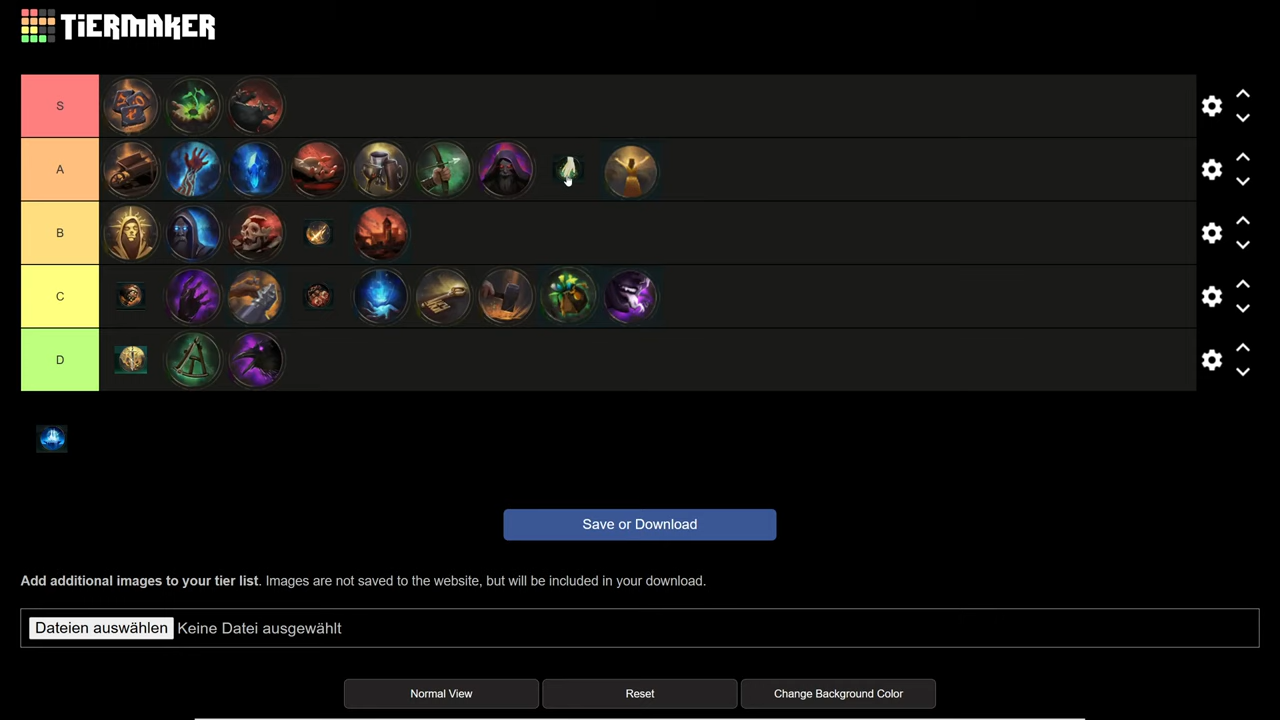 TIERMAKER
S
A
B
C
D
Save or Download
Add additional images to your tier list. Images are not saved to the website, but will be included in your download.
Dateien auswählen Keine Datei ausgewählt
Normal View Reset Change Background Color